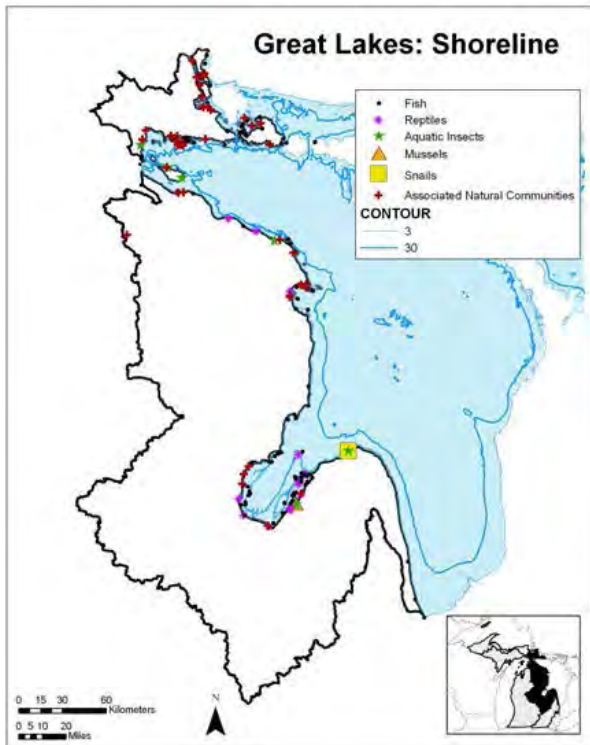 Great Lakes: Shoreline
Fish
Reptiles
Aquatic Insects
Mussels
Snails
Associated Natural Communities
CONTOUR
3
30
N
0 15 30 60
Kilometers
0 5 10 20
Miles